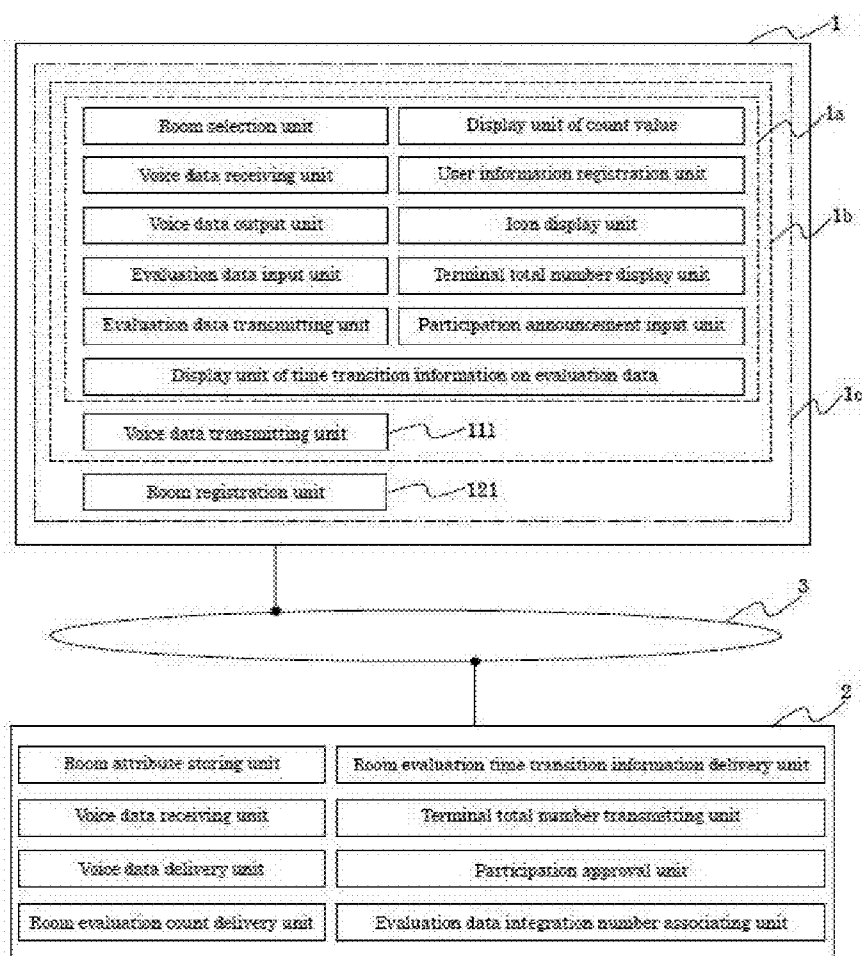 1
Room selection unit
Display unit of count value
1a
Voice data receiving unit
User information registration unit
1b
Voice data output unit
Icon display unit
Evaluation data input unit
Terminal total number display unit
Evaluation data transmitting unit
Participation announcement input unit
Display unit of time transition information on evaluation data
1c
Voice data transmitting unit
111
Room registration unit
121
3
2
Room attribute storing unit
Room evaluation time transition information delivery unit
Voice data receiving unit
Terminal total number transmitting unit
Voice data delivery unit
Participation approval unit
Room evaluation count delivery unit
Evaluation data integration number associating unit